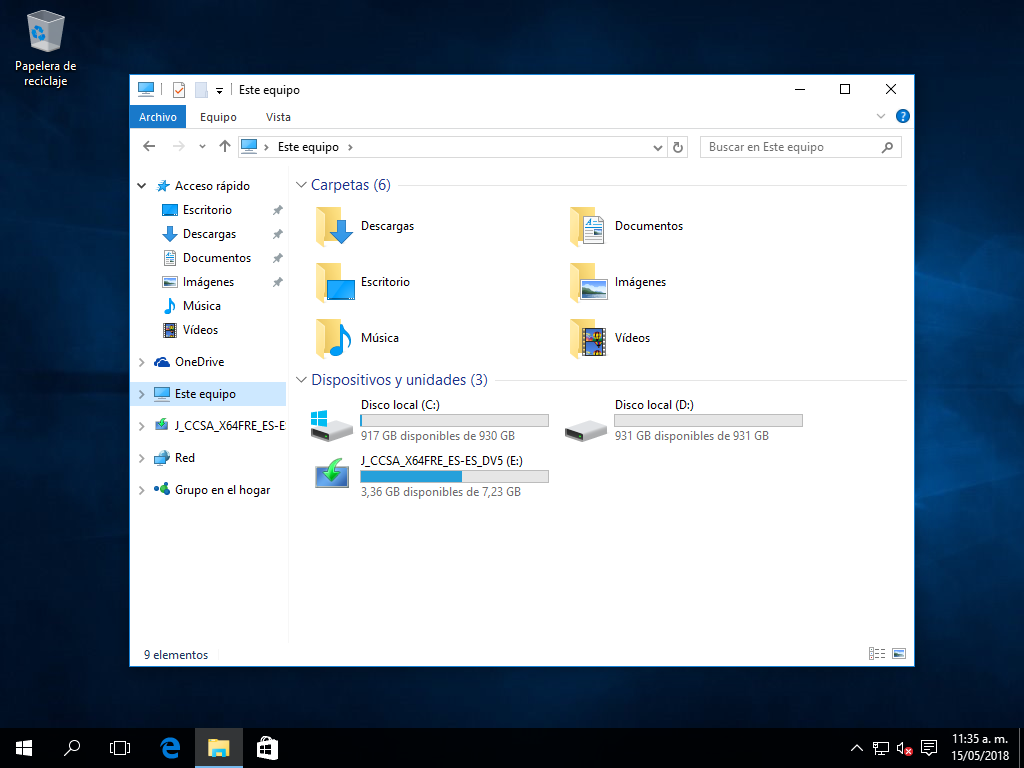 Papelera de
reciclaje
Este equipo
Archivo
Equipo
Vista
Este equipo
Buscar en Este equipo
Acceso rápido
Escritorio
Descargas
Documentos
Imágenes
Música
Vídeos
OneDrive
Este equipo
J_CCSA_X64FRE_ES-E
Red
Grupo en el hogar
Carpetas (6)
Descargas
Documentos
Escritorio
Imágenes
Música
Vídeos
Dispositivos y unidades (3)
Disco local (C:)
917 GB disponibles de 930 GB
Disco local (D:)
931 GB disponibles de 931 GB
J_CCSA_X64FRE_ES-ES_DV5 (E:)
3,36 GB disponibles de 7,23 GB
9 elementos
11:35 a. m.
15/05/2018